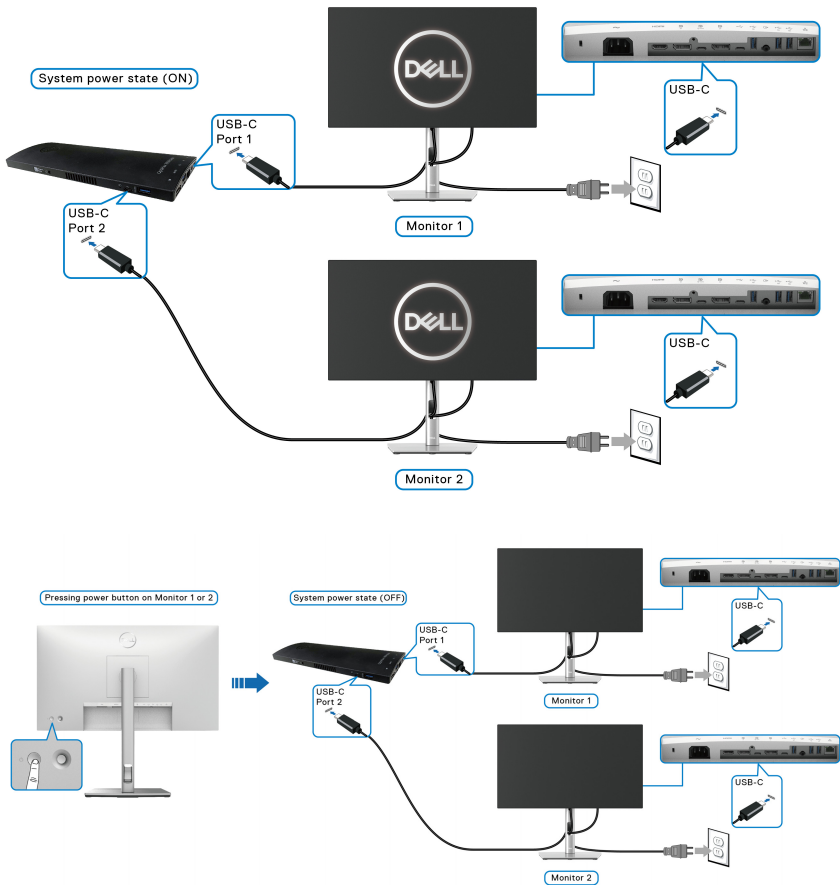 System power state (ON)
DELL
USB-C
USB-C
Port 1
Monitor 1
USB-C
Port 2
DELL
USB-C
Monitor 2
Pressing power button on Monitor 1 or 2
System power state (OFF)
USB-C
USB-C
Port 1
Monitor 1
USB-C
Port 2
USB-C
Monitor 2